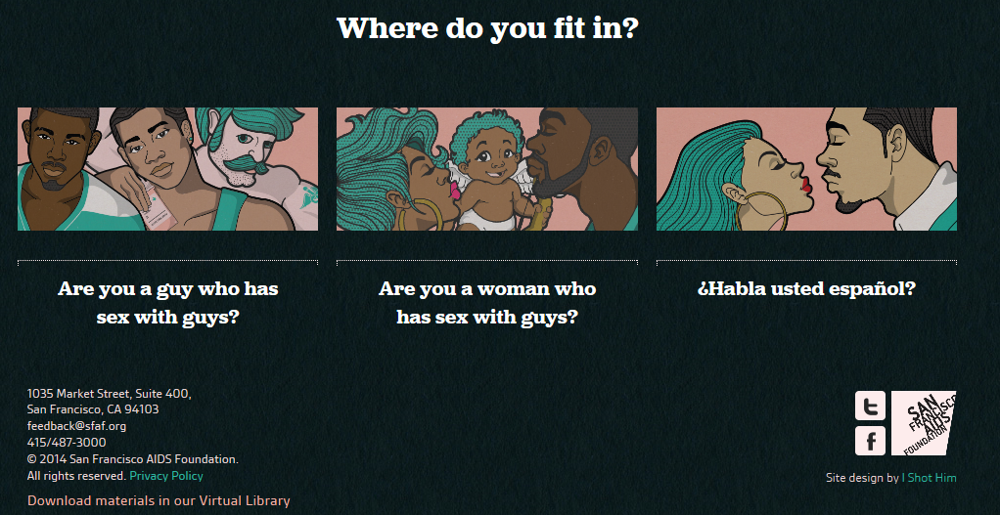 Where do you fit in?
Are you a guy who has
sex with guys?
Are you a woman who
has sex with guys?
¿Habla usted español?
1035 Market Street, Suite 400,
San Francisco, CA 94103
feedback@sfaf.org
415/487-3000
© 2014 San Francisco AIDS Foundation.
All rights reserved. Privacy Policy
Download materials in our Virtual Library
t
f
SAN
FRANCISCO
AIDS
FOUNDATION
Site design by I Shot Him